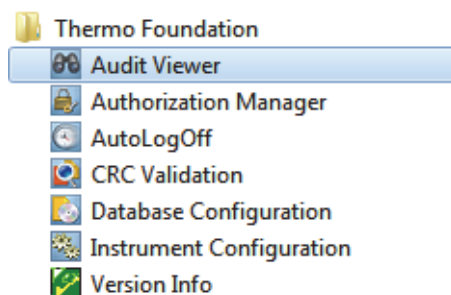 Thermo Foundation
Audit Viewer
Authorization Manager
AutoLogOff
CRC Validation
Database Configuration
Instrument Configuration
Version Info